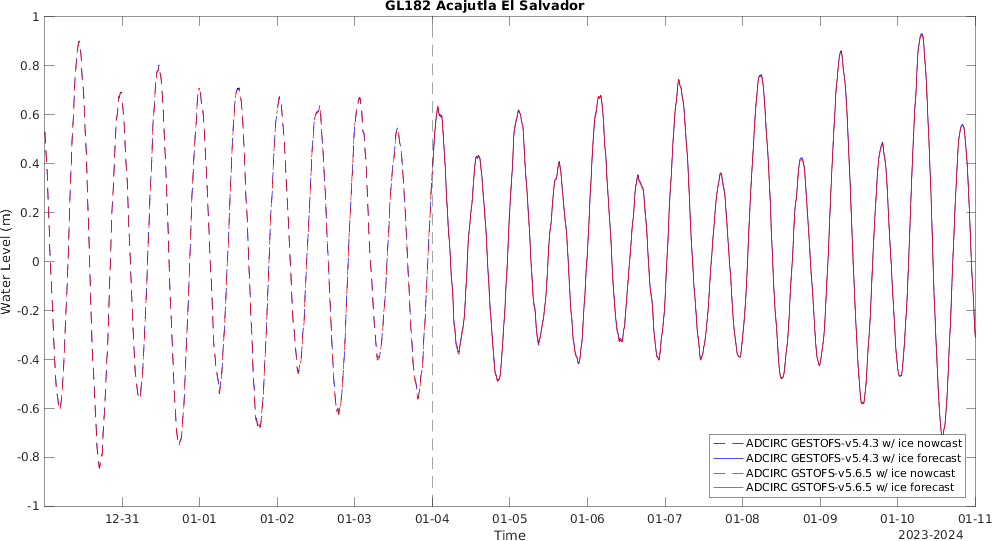 GL182 Acajutla El Salvador
Water Level (m)
1
0.8
0.6
0.4
0.2
0
-0.2
-0.4
-0.6
-0.8
-1
ADCIRC GESTOFS-v5.4.3 w/ ice nowcast
ADCIRC GESTOFS-v5.4.3 w/ ice forecast
ADCIRC GSTOFS-v5.6.5 w/ ice nowcast
ADCIRC GSTOFS-v5.6.5 w/ ice forecast
12-31 01-01 01-02 01-03 01-04 01-05 01-06 01-07 01-08 01-09 01-10 01-11
Time
2023-2024